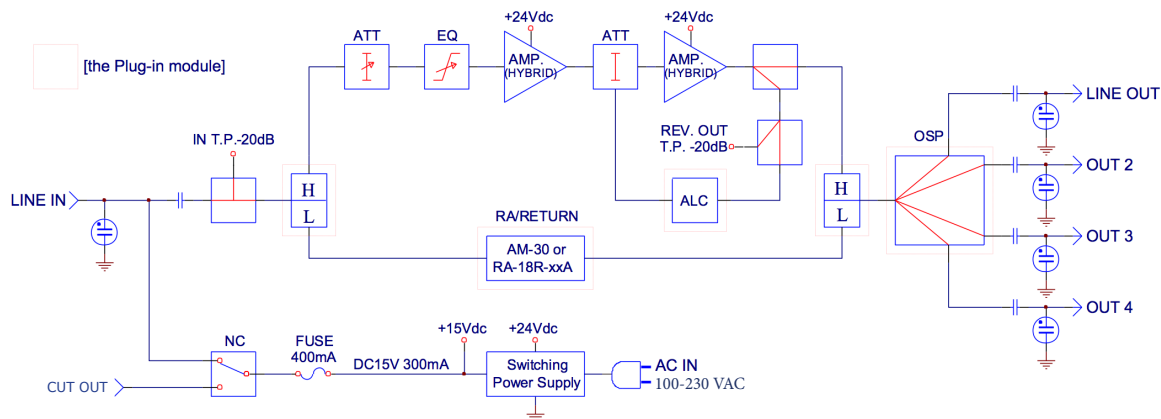 +24Vdc
+24Vdc
ATT
EQ
ATT
AMP.
(HYBRID)
AMP.
(HYBRID)
[the Plug-in module]
LINE OUT
IN T.P.-20dB
REV. OUT
T.P. -20dB
OSP
OUT 2
H
L
ALC
H
L
LINE IN
RA/RETURN
AM-30 or
RA-18R-xxA
OUT 3
OUT 4
NC
FUSE
400mA
+15Vdc
+24Vdc
DC15V 300mA
Switching
Power Supply
AC IN
100-230 VAC
CUT OUT